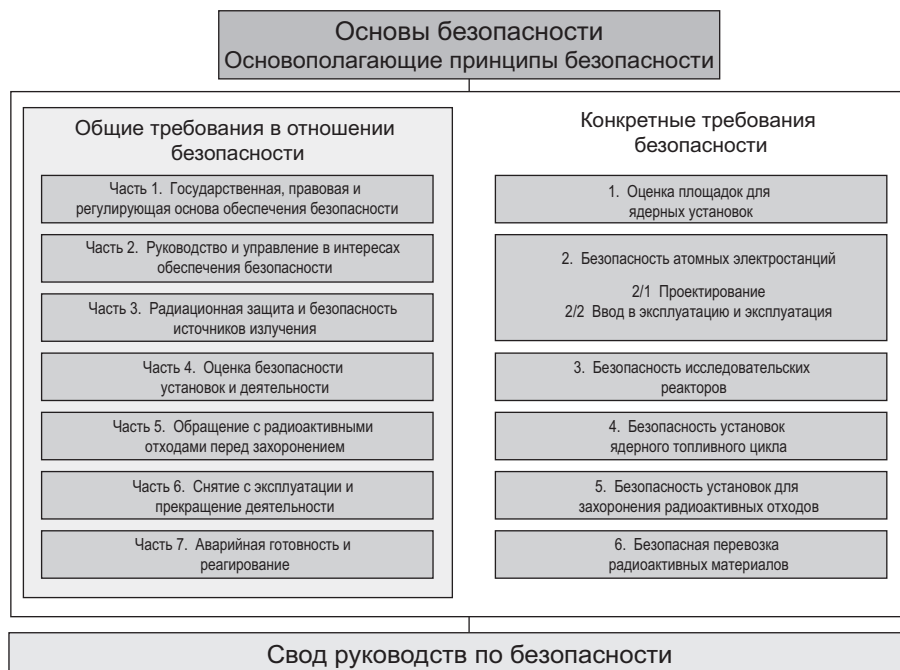 Основы безопасности
Основополагающие принципы безопасности
Общие требования в отношении
безопасности
Часть 1. Государственная, правовая и
регулирующая основа обеспечения безопасности
Часть 2. Руководство и управление в интересах
обеспечения безопасности
Часть 3. Радиационная защита и безопасность
источников излучения
Часть 4. Оценка безопасности
установок и деятельности
Часть 5. Обращение с радиоактивными
отходами перед захоронением
Часть 6. Снятие с эксплуатации и
прекращение деятельности
Часть 7. Аварийная готовность и
реагирование
Конкретные требования
безопасности
1. Оценка площадок для
ядерных установок
2. Безопасность атомных электростанций
2/1 Проектирование
2/2 Ввод в эксплуатацию и эксплуатация
3. Безопасность исследовательских
реакторов
4. Безопасность установок
ядерного топливного цикла
5. Безопасность установок для
захоронения радиоактивных отходов
6. Безопасная перевозка
радиоактивных материалов
Свод руководств по безопасности